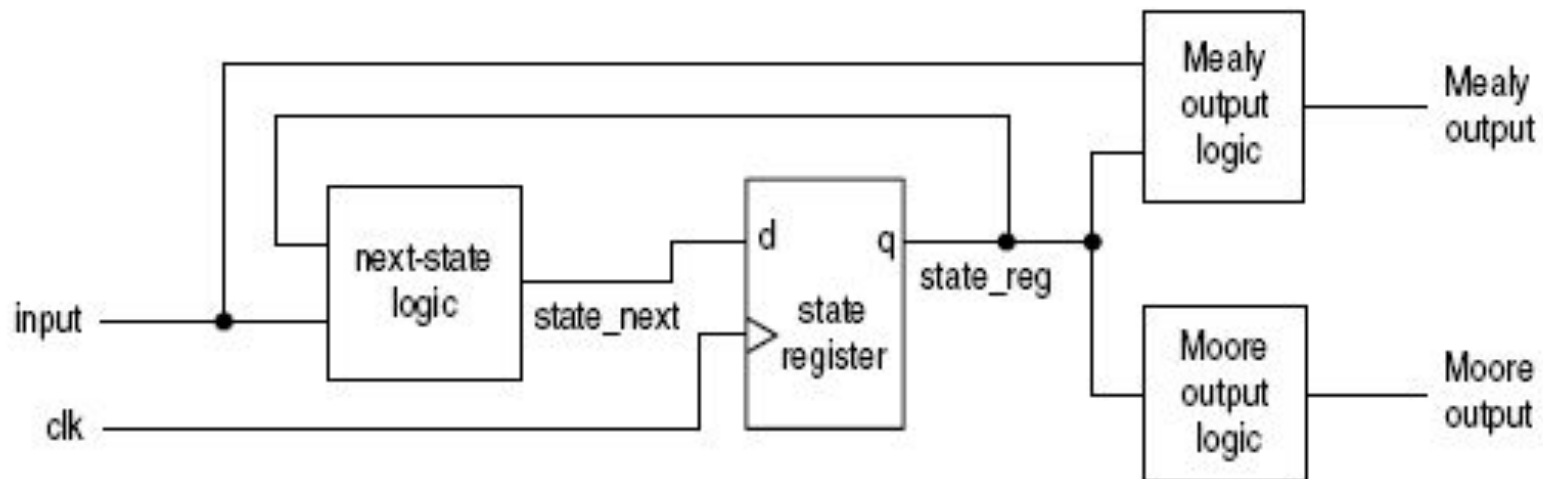 Mealy
output
logic
Mealy
output
next-state
logic
input
clk
state_next
d
q
state
register
state_reg
Moore
output
logic
Moore
output